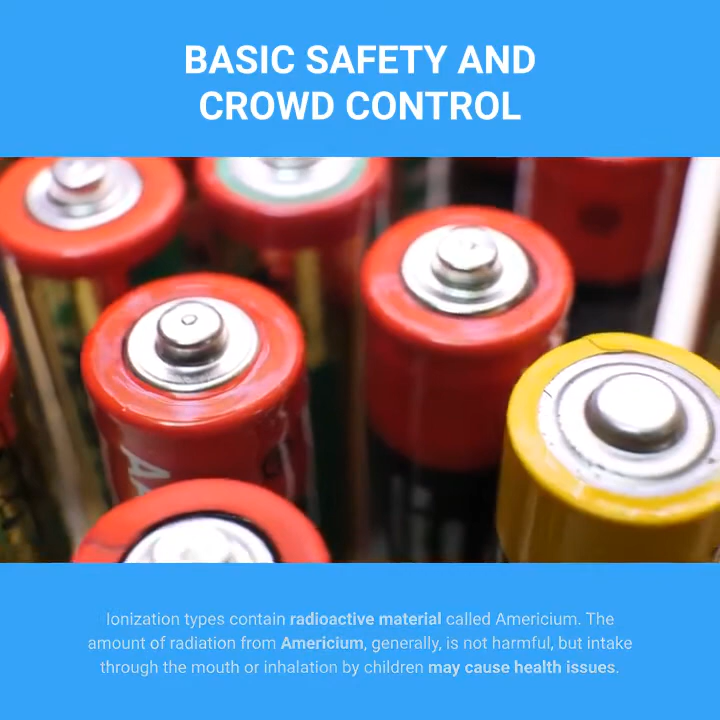 BASIC SAFETY AND
CROWD CONTROL
Ionization types contain radioactive material called Americium. The
amount of radiation from Americium, generally, is not harmful, but intake
through the mouth or inhalation by children may cause health issues.